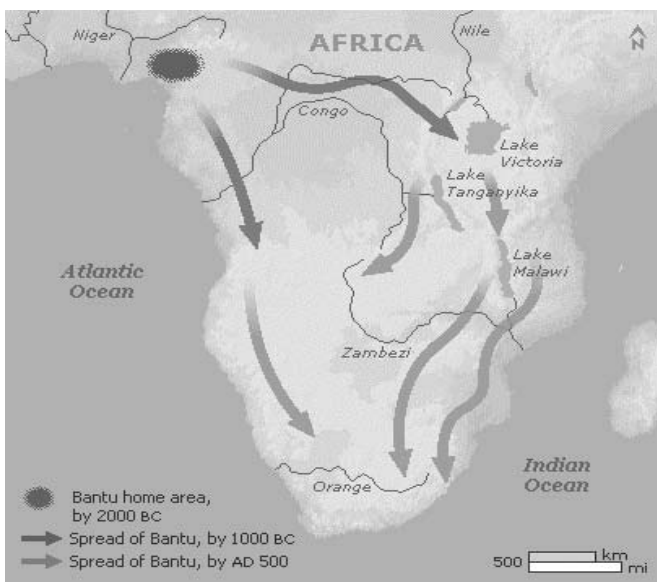 Niger
AFRICA
Nile
N
Congo
Lake
Victoria
Lake
Tanganyika
Atlantic
Ocean
Lake
Malawi
Zambezi
Indian
Ocean
Orange
Bantu home area,
by 2000 BC
Spread of Bantu, by 1000 BC
Spread of Bantu, by AD 500
500 km
mi